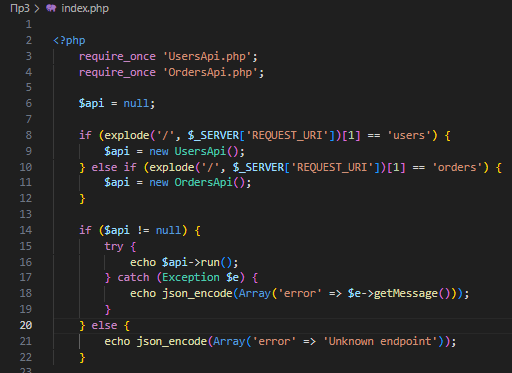 Пр3 > index.php
1
2 <?php
3     require_once 'UsersApi.php';
4     require_once 'OrdersApi.php';
5
6     $api = null;
7
8     if (explode('/', $_SERVER['REQUEST_URI'])[1] == 'users') {
9         $api = new UsersApi();
10     } else if (explode('/', $_SERVER['REQUEST_URI'])[1] == 'orders') {
11         $api = new OrdersApi();
12     }
13
14     if ($api != null) {
15         try {
16             echo $api->run();
17         } catch (Exception $e) {
18             echo json_encode(Array('error' => $e->getMessage()));
19         }
20     } else {
21         echo json_encode(Array('error' => 'Unknown endpoint'));
22     }
23